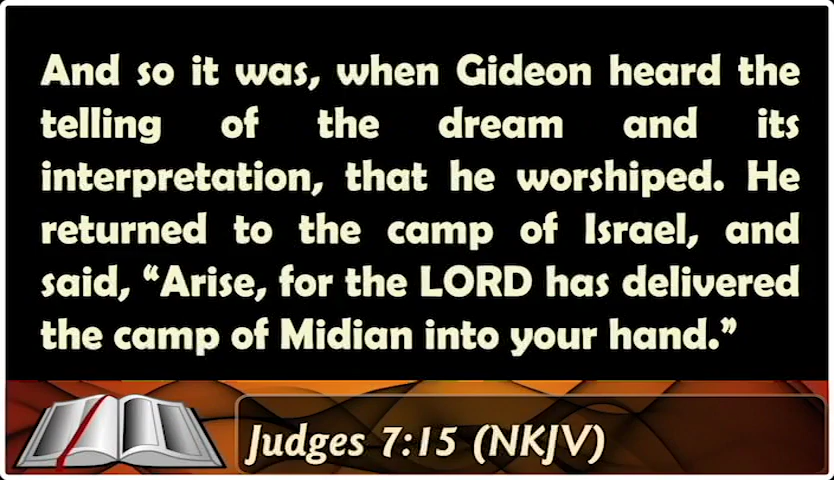 And so it was, when Gideon heard the
telling of the dream and its
interpretation, that he worshiped. He
returned to the camp of Israel, and
said, “Arise, for the LORD has delivered
the camp of Midian into your hand.”
Judges 7:15 (NKJV)